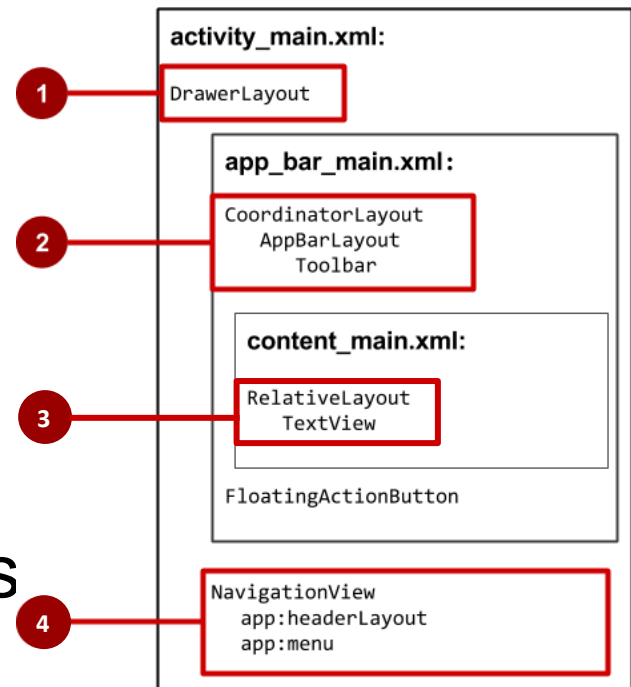 activity_main.xml:
1
DrawerLayout
app_bar_main.xml:
2
CoordinatorLayout
AppBarLayout
Toolbar
content_main.xml:
3
RelativeLayout
TextView
FloatingActionButton
s
4
NavigationView
app:headerLayout
app:menu